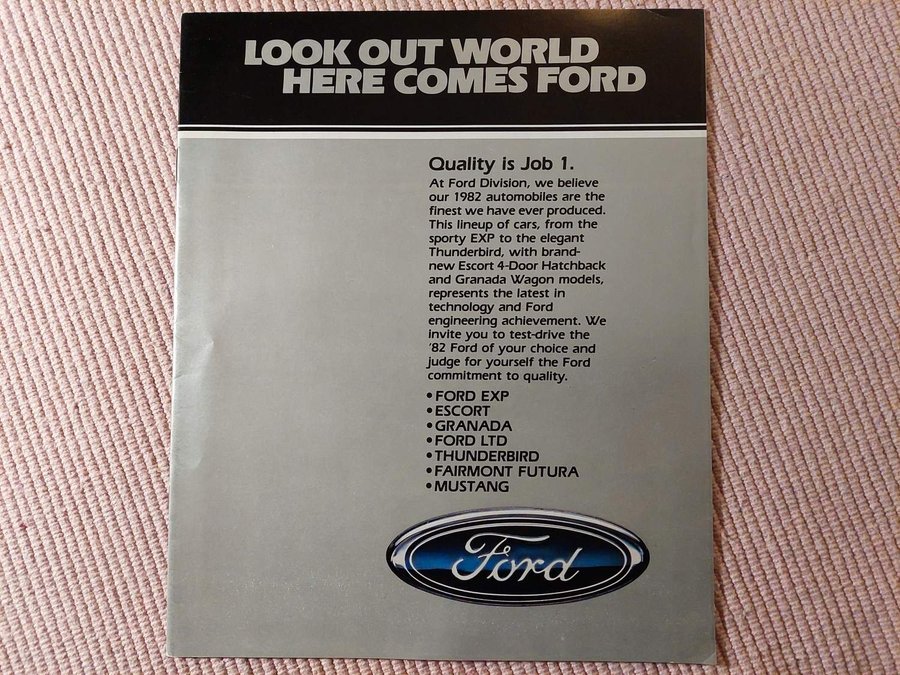 LOOK OUT WORLD
HERE COMES FORD
Quality is Job 1.
At Ford Division, we believe
our 1982 automobiles are the
finest we have ever produced.
This lineup of cars, from the
sporty EXP to the elegant
Thunderbird, with brand-
new Escort 4-Door Hatchback
and Granada Wagon models,
represents the latest in
technology and Ford
engineering achievement. We
invite you to test-drive the
'82 Ford of your choice and
judge for yourself the Ford
commitment to quality.
•FORD EXP
•ESCORT
•GRANADA
•FORD LTD
•THUNDERBIRD
•FAIRMONT FUTURA
•MUSTANG
Ford